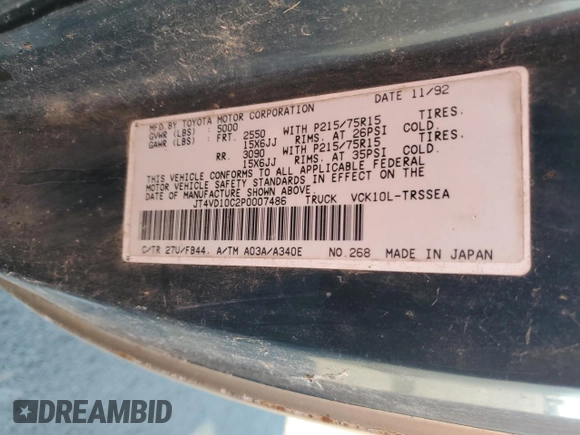 MFD BY TOYOTA MOTOR CORPORATION DATE 11/92
GVWR (LBS) : 5000
GAWR (LBS) : FRT. 2550 WITH P215/75R15 TIRES.
15X6JJ RIMS. AT 26PSI COLD.
RR. 3090 WITH P215/75R15 TIRES.
15X6JJ RIMS. AT 35PSI COLD.
THIS VEHICLE CONFORMS TO ALL APPLICABLE FEDERAL
MOTOR VEHICLE SAFETY STANDARDS IN EFFECT ON THE
DATE OF MANUFACTURE SHOWN ABOVE.
JT4VD10C2P0007486 TRUCK VCK10L-TRSSEA
C/TR 27U/FB44. A/TM A03A/A340E NO.268 MADE IN JAPAN
DREAMBID